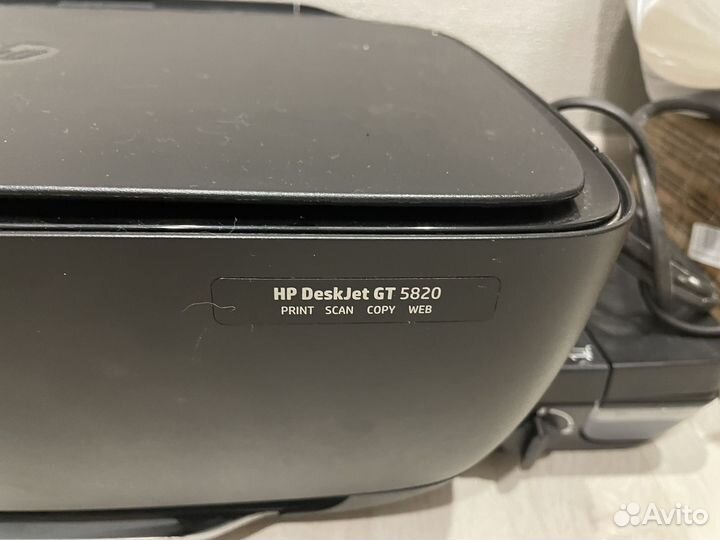 HP DeskJet GT 5820
PRINT SCAN COPY WEB
Avito